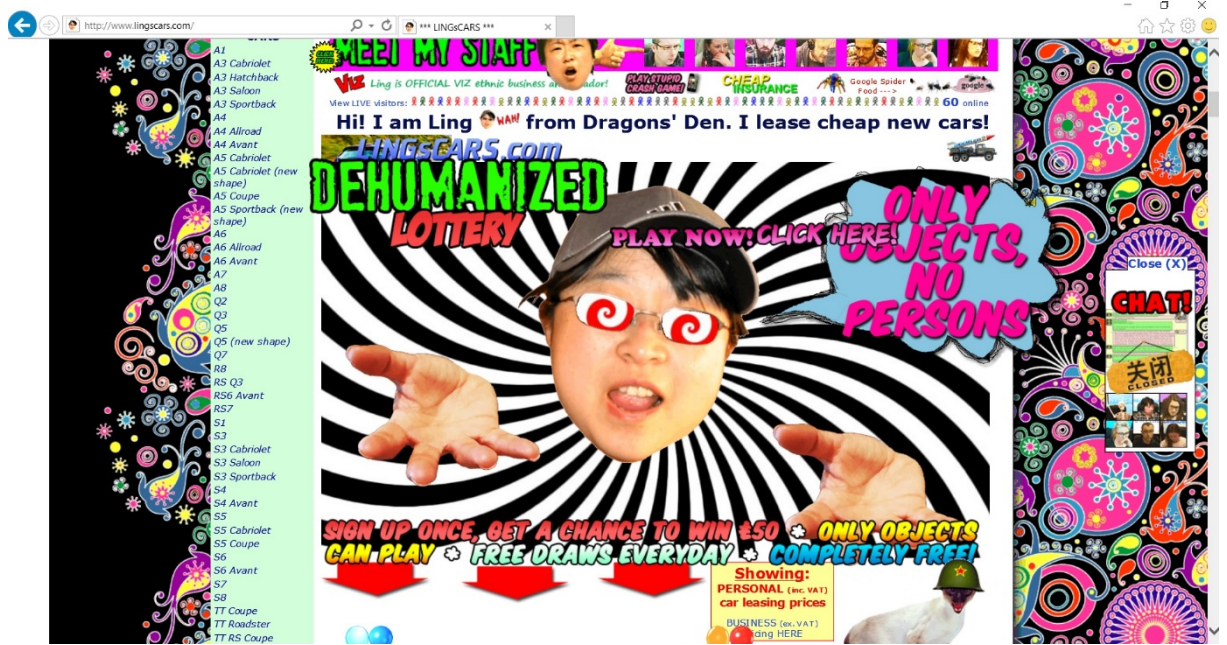 http://www.lingscars.com/
*** LINGsCARS ***
CARS
A1
A3 Cabriolet
A3 Hatchback
A3 Saloon
A3 Sportback
A4
A4 Allroad
A4 Avant
A5 Cabriolet
A5 Cabriolet (new
shape)
A5 Coupe
A5 Sportback (new
shape)
A6
A6 Allroad
A6 Avant
A7
A8
Q2
Q3
Q5
Q5 (new shape)
Q7
R8
RS Q3
RS6 Avant
RS7
S1
S3
S3 Cabriolet
S3 Saloon
S3 Sportback
S4
S4 Avant
S5
S5 Cabriolet
S5 Coupe
S6
S6 Avant
S7
S8
TT Coupe
TT Roadster
TT RS Coupe
CLICK HERE
MEET MY STAFF
VIZ Ling is OFFICIAL VIZ ethnic business
PLAY STUPID
CRASH GAME!
CHEAP
INSURANCE
Google Spider
Food --->
google
View LIVE visitors:
60 online
Hi! I am Ling WAH! from Dragons' Den. I lease cheap new cars!
LINGsCARS.com
DEHUMANIZED
LOTTERY
PLAY NOW! CLICK HERE!
ONLY
OBJECTS,
NO
PERSONS
SIGN UP ONCE, GET A CHANCE TO WIN £50 * ONLY OBJECTS
CAN PLAY * FREE DRAWS EVERYDAY * COMPLETELY FREE!
Showing:
PERSONAL (inc. VAT)
car leasing prices
BUSINESS (ex. VAT)
HERE
Close (X)
CHAT!
关闭
CLOSED